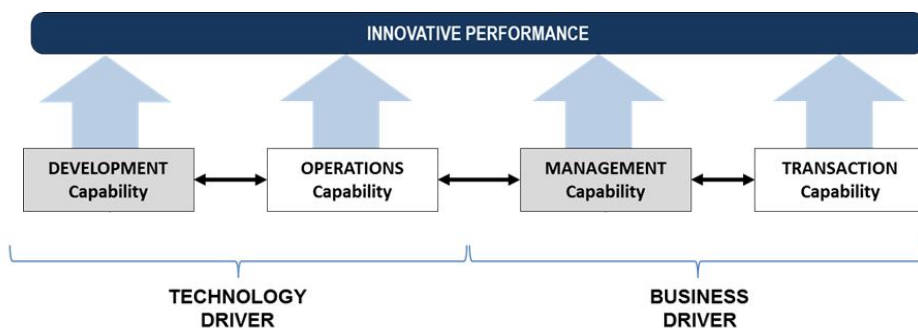 INNOVATIVE PERFORMANCE
DEVELOPMENT
Capability
OPERATIONS
Capability
MANAGEMENT
Capability
TRANSACTION
Capability
TECHNOLOGY
DRIVER
BUSINESS
DRIVER